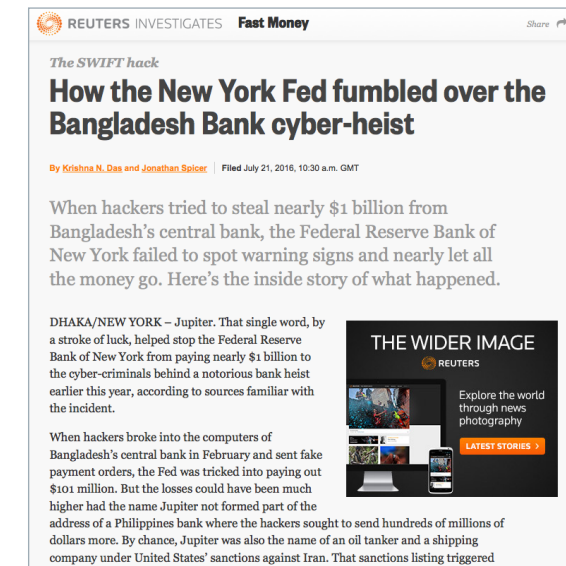 REUTERS INVESTIGATES Fast Money Share
The SWIFT hack
How the New York Fed fumbled over the
Bangladesh Bank cyber-heist
By Krishna N. Das and Jonathan Spicer Filed July 21, 2016, 10:30 a.m. GMT
When hackers tried to steal nearly $1 billion from
Bangladesh’s central bank, the Federal Reserve Bank of
New York failed to spot warning signs and nearly let all
the money go. Here’s the inside story of what happened.
DHAKA/NEW YORK – Jupiter. That single word, by
a stroke of luck, helped stop the Federal Reserve
Bank of New York from paying nearly $1 billion to
the cyber-criminals behind a notorious bank heist
earlier this year, according to sources familiar with
the incident.
THE WIDER IMAGE
REUTERS
Explore the world
through news
photography
LATEST STORIES >
When hackers broke into the computers of
Bangladesh’s central bank in February and sent fake
payment orders, the Fed was tricked into paying out
$101 million. But the losses could have been much
higher had the name Jupiter not formed part of the
address of a Philippines bank where the hackers sought to send hundreds of millions of
dollars more. By chance, Jupiter was also the name of an oil tanker and a shipping
company under United States’ sanctions against Iran. That sanctions listing triggered